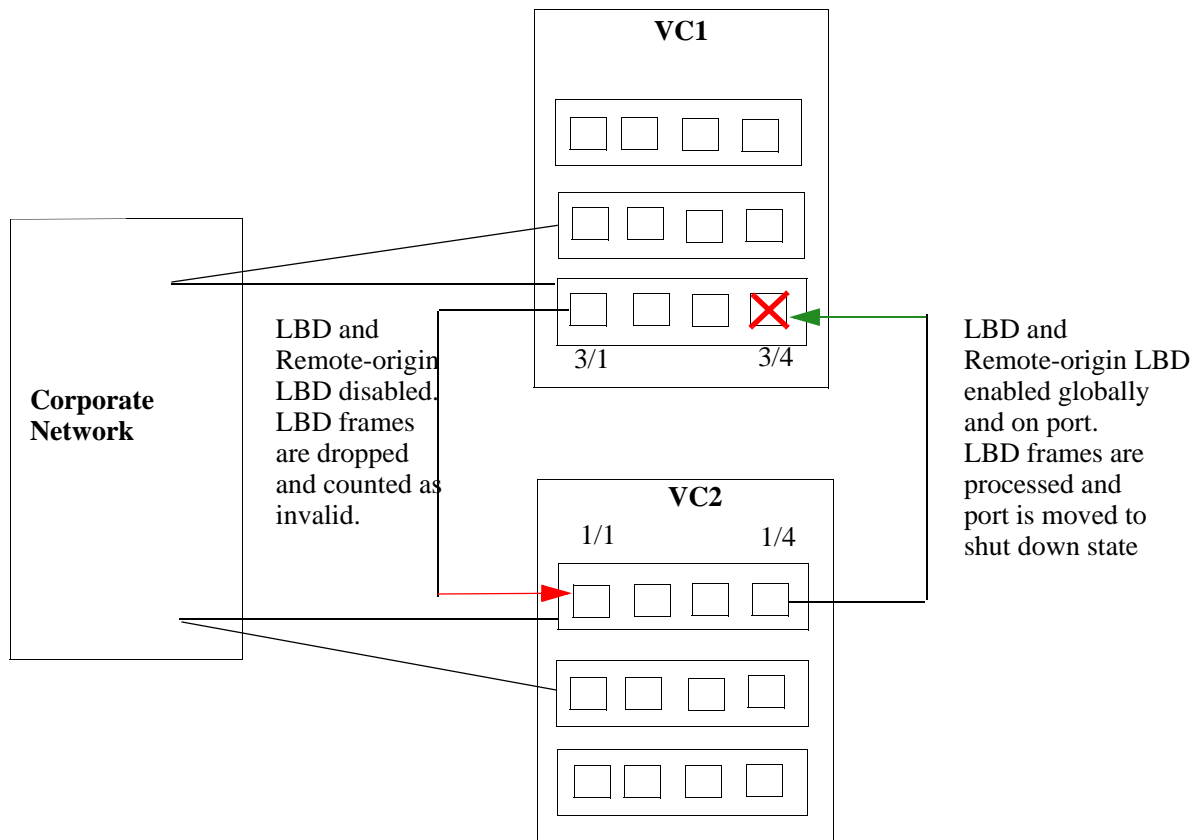 VC1
3/1
3/4
Corporate
Network
LBD and
Remote-origin
LBD disabled.
LBD frames
are dropped
and counted as
invalid.
LBD and
Remote-origin LBD
enabled globally
and on port.
LBD frames are
processed and
port is moved to
shut down state
VC2
1/1
1/4